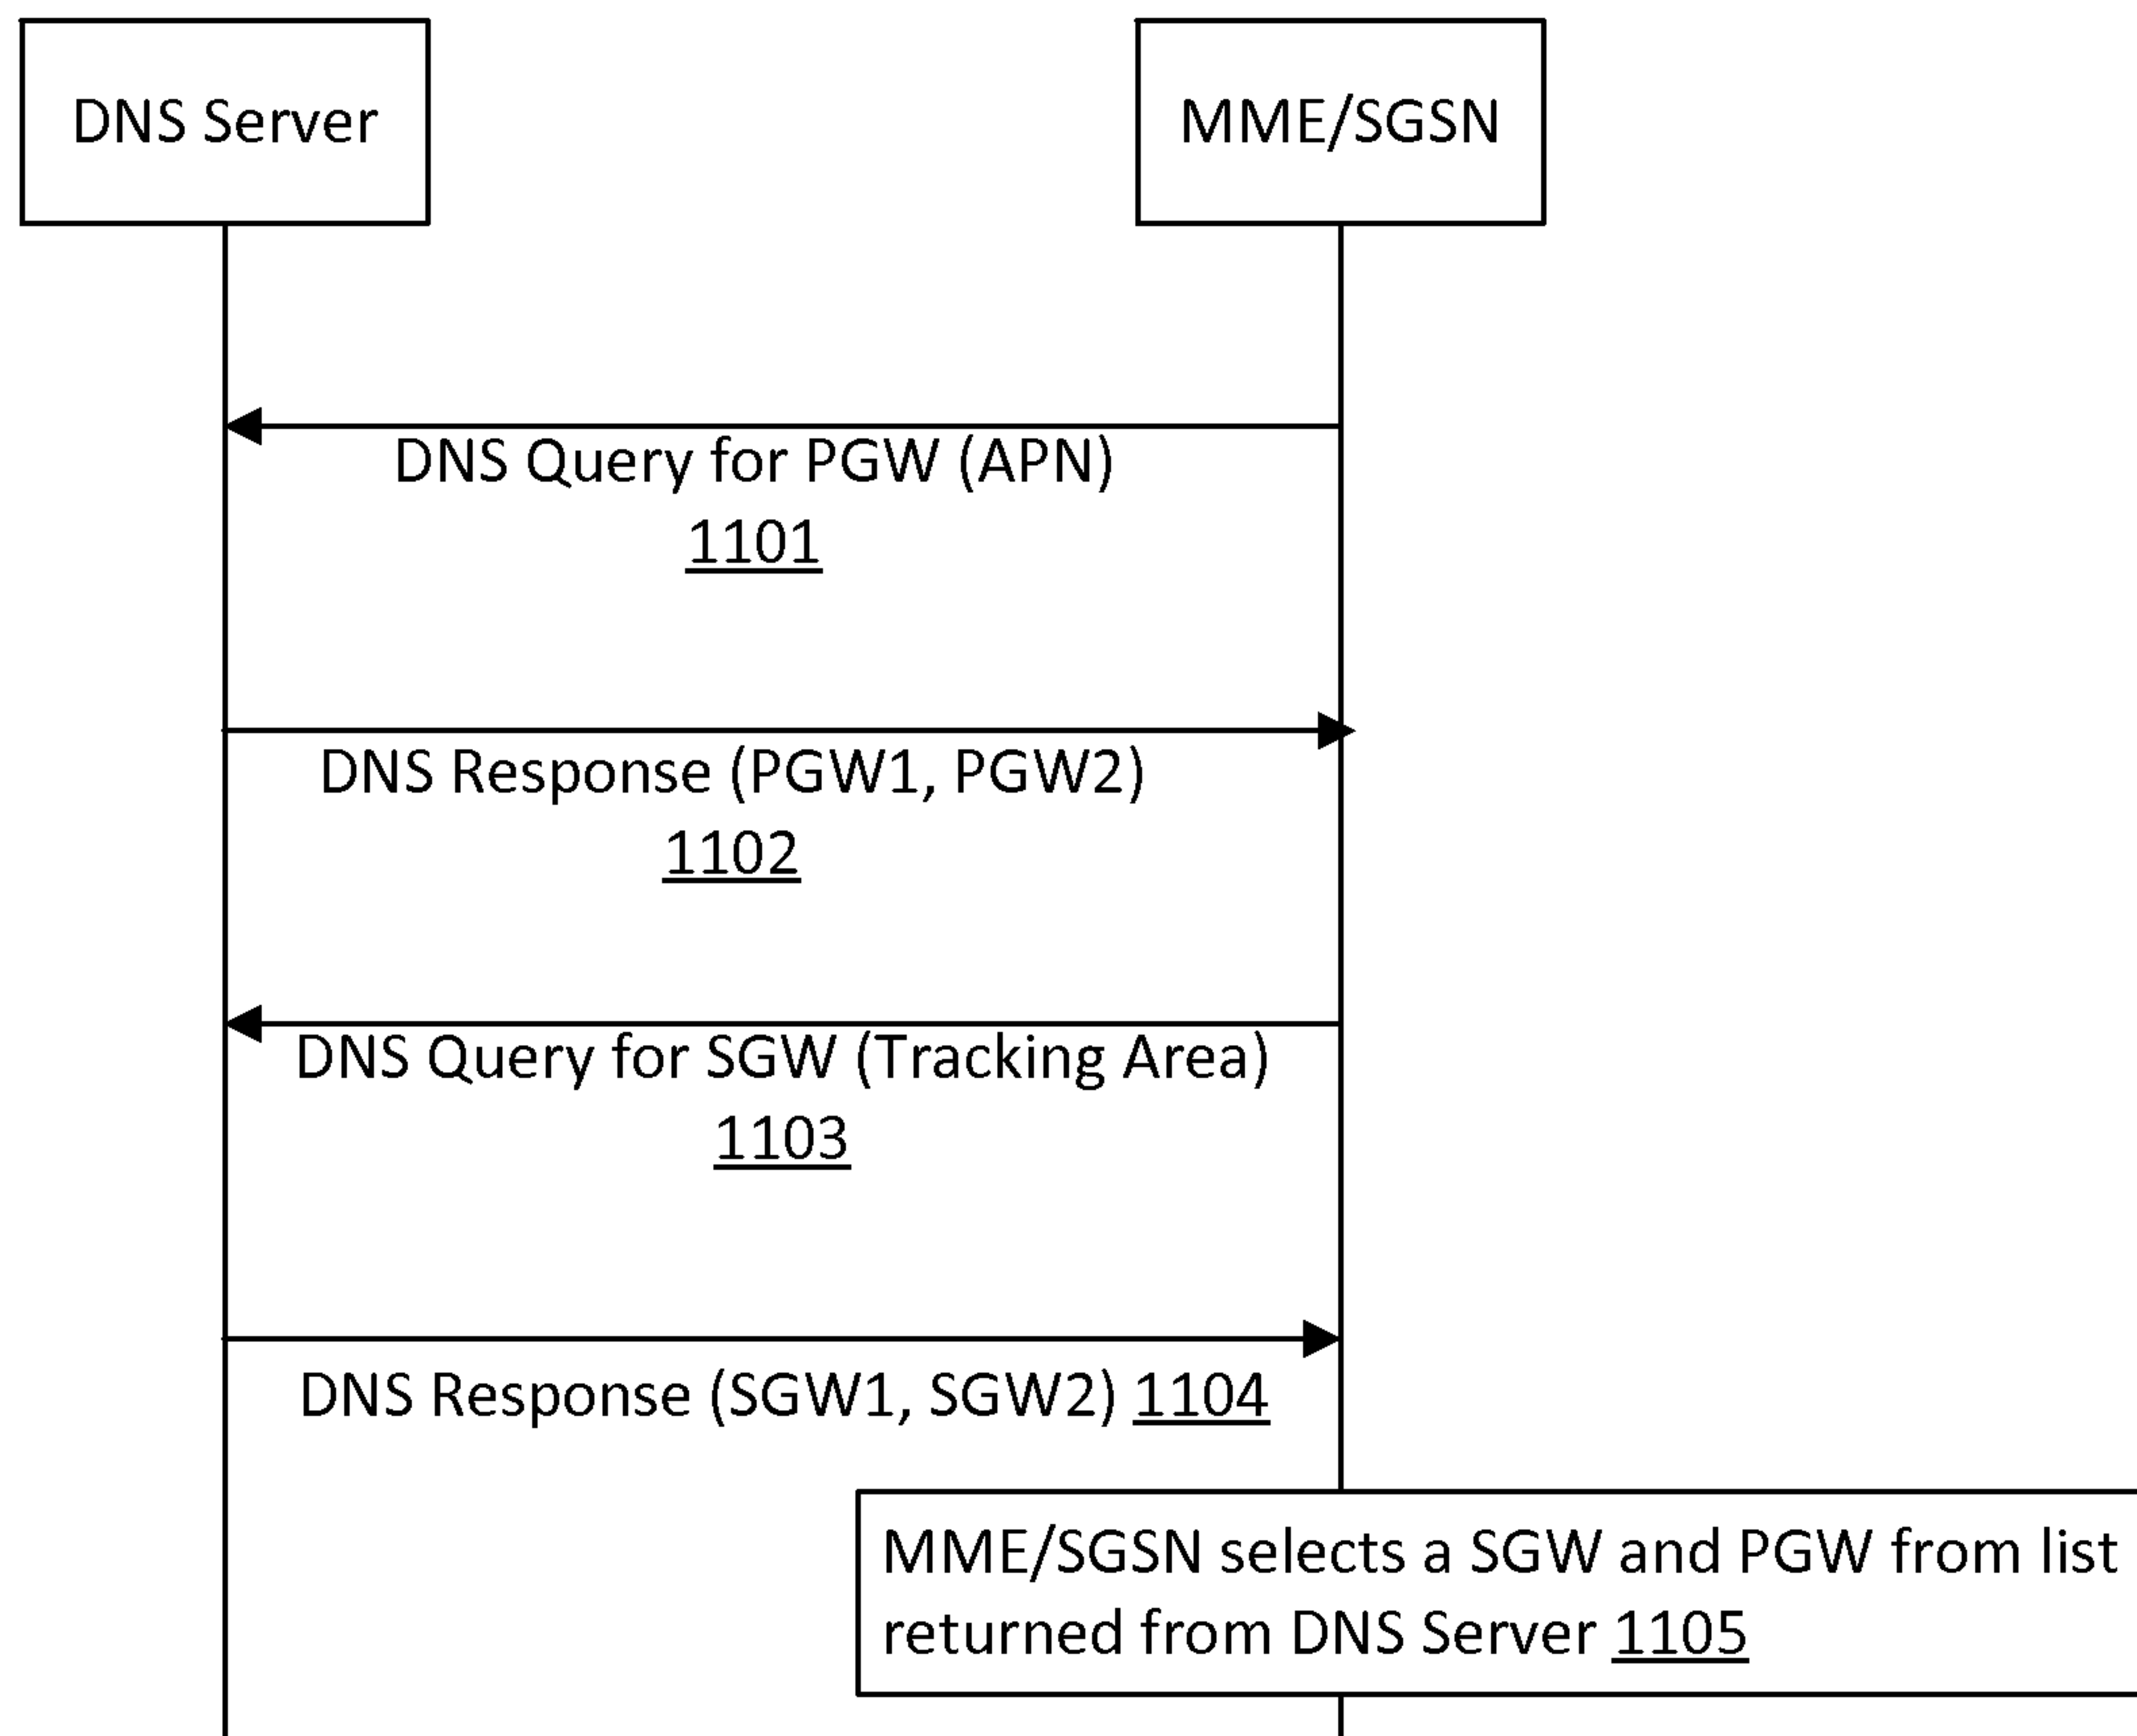 DNS Server
MME/SGSN
DNS Query for PGW (APN)
1101
DNS Response (PGW1, PGW2)
1102
DNS Query for SGW (Tracking Area)
1103
DNS Response (SGW1, SGW2) 1104
MME/SGSN selects a SGW and PGW from list
returned from DNS Server 1105